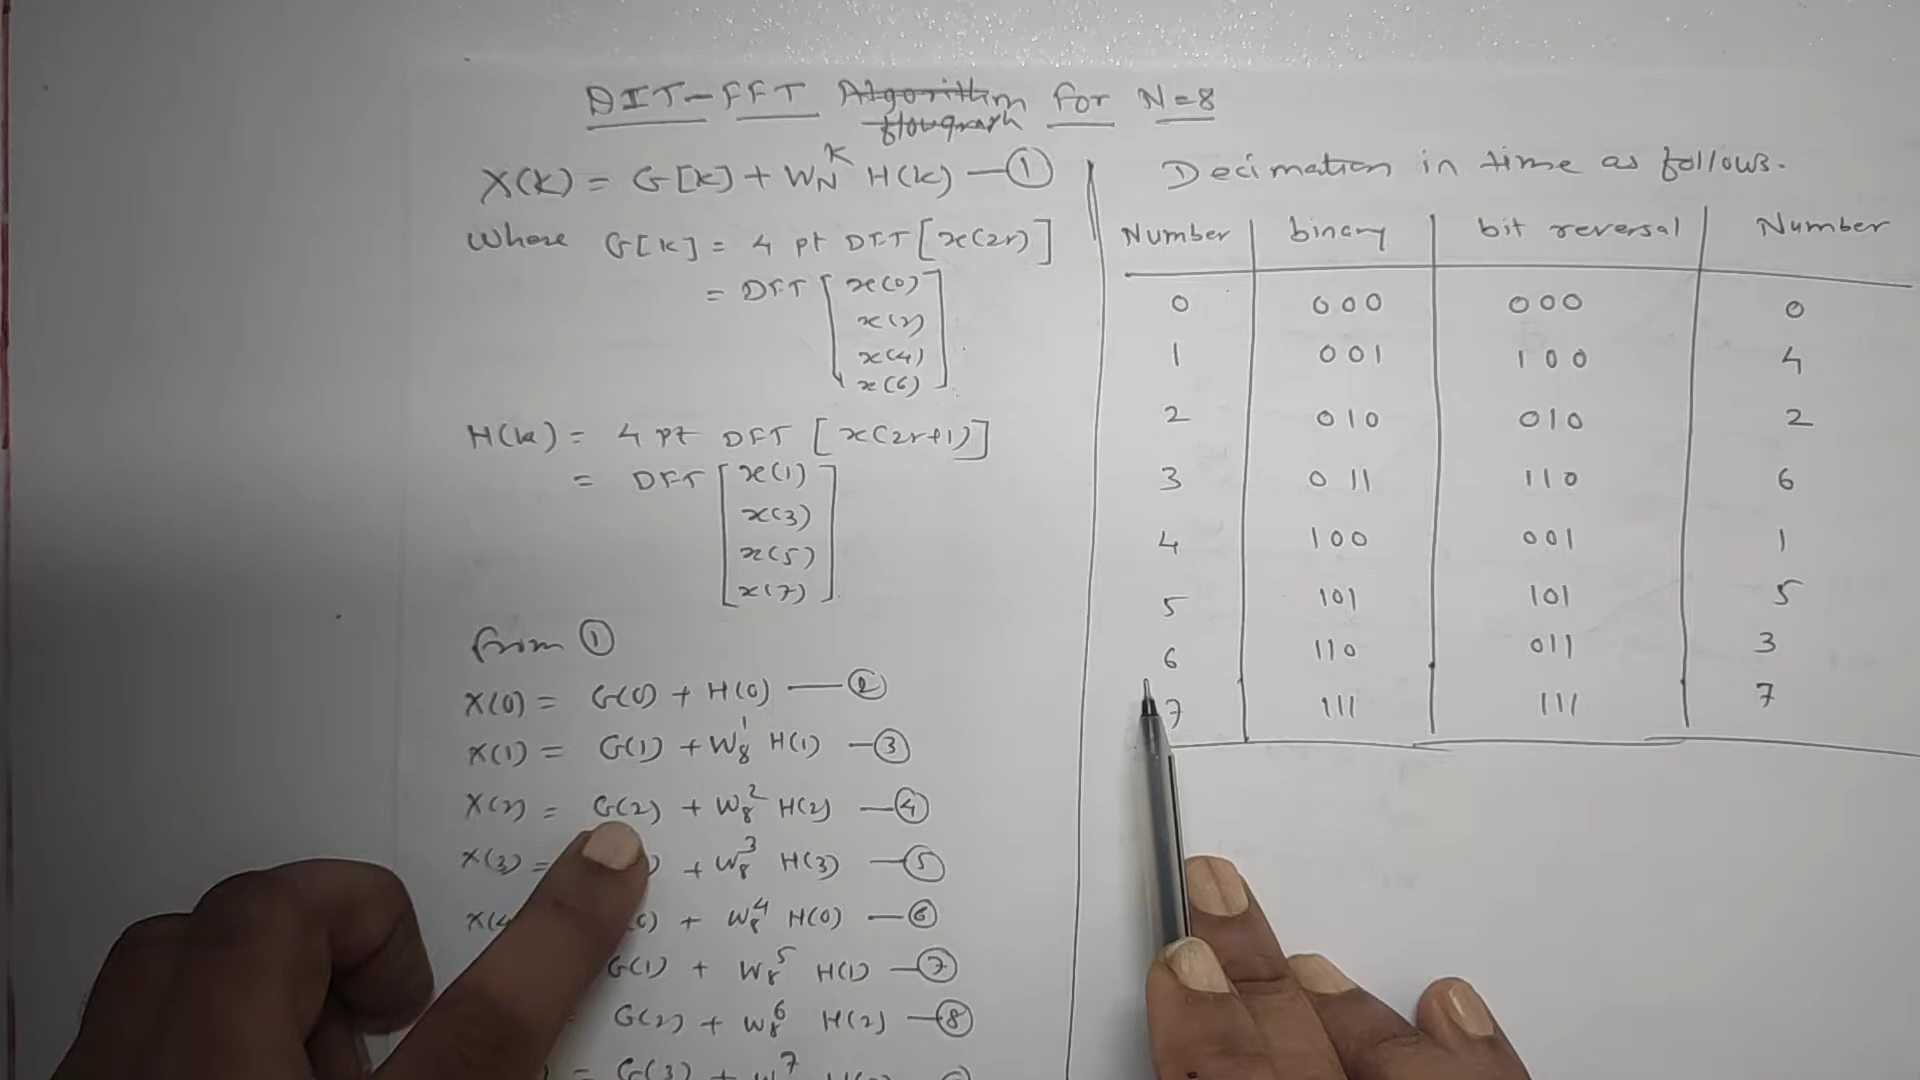 DIT-FFT Algorithm for N=8
flowgraph
X(k) = G[k] + W_N^k H(k) — ①
Where G[k] = 4 pt DFT [x(2r)]
= DFT [x(0)
x(2)
x(4)
x(6)]
H(k) = 4 pt DFT [x(2r+1)]
= DFT [x(1)
x(3)
x(5)
x(7)]
from ①
X(0) = G(0) + H(0) — ②
X(1) = G(1) + W_8^1 H(1) — ③
X(2) = G(2) + W_8^2 H(2) — ④
X(3) = ) + W_8^3 H(3) — ⑤
X(4 (0) + W_8^4 H(0) — ⑥
G(1) + W_8^5 H(1) — ⑦
= G(2) + W_8^6 H(2) — ⑧
) = G(3) + W^7
Decimation in time as follows.
Number | binary | bit reversal | Number
0 | 000 | 000 | 0
1 | 001 | 100 | 4
2 | 010 | 010 | 2
3 | 011 | 110 | 6
4 | 100 | 001 | 1
5 | 101 | 101 | 5
6 | 110 | 011 | 3
7 | 111 | 111 | 7